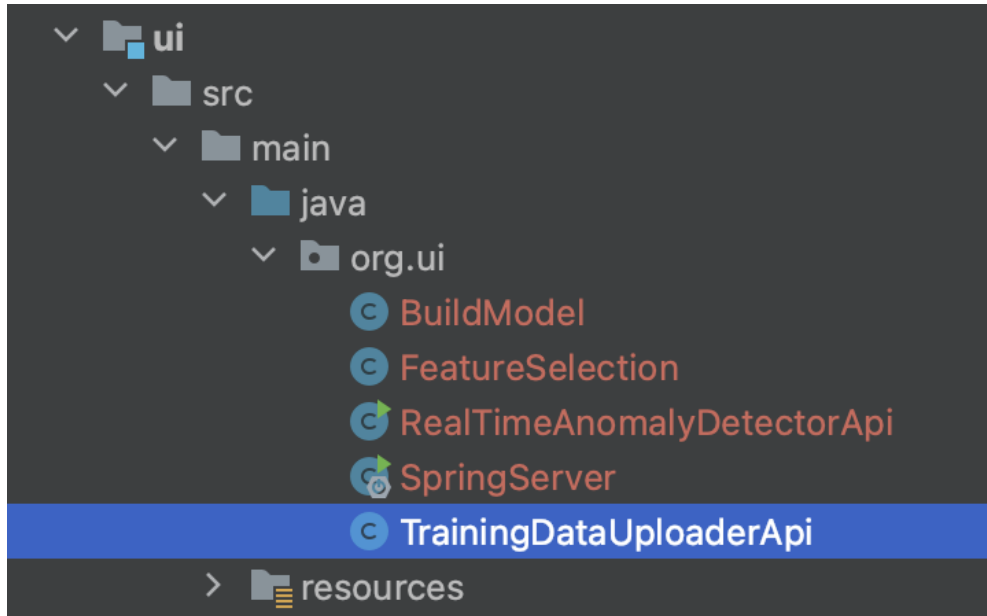 ui
src
main
java
org.ui
BuildModel
FeatureSelection
RealTimeAnomalyDetectorApi
SpringServer
TrainingDataUploaderApi
resources